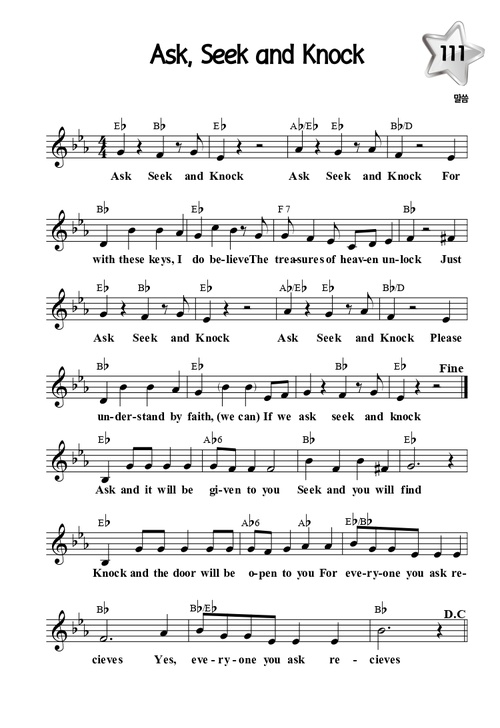 Ask, Seek and Knock
111
말씀
E♭ B♭ E♭ A♭/E♭ E♭ B♭/D
Ask Seek and Knock Ask Seek and Knock For
B♭ E♭ F7 B♭
with these keys, I do be-lieveThe treasures of heav-en un-lock Just
E♭ B♭ E♭ A♭/E♭ E♭ B♭/D
Ask Seek and Knock Ask Seek and Knock Please
B♭ E♭ B♭ E♭ Fine
un-der-stand by faith, (we can) If we ask seek and knock
E♭ A♭6 B♭ E♭
Ask and it will be gi-ven to you Seek and you will find
E♭ A♭6 A♭ E♭/B♭
Knock and the door will be o-pen to you For eve-ry-one you ask re-
B♭ B♭/E♭ B♭ D.C
cieves Yes, eve-ry-one you ask re - cieves